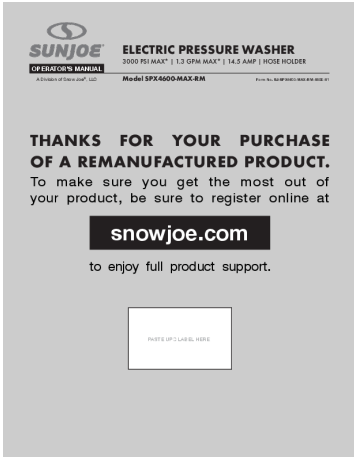 SUNJOE®
OPERATOR'S MANUAL
A Division of Snow Joe®, LLC
ELECTRIC PRESSURE WASHER
3000 PSI MAX* | 1.3 GPM MAX* | 14.5 AMP | HOSE HOLDER
Model SPX4600-MAX-RM
Form No.
THANKS FOR YOUR PURCHASE
OF A REMANUFACTURED PRODUCT.
To make sure you get the most out of
your product, be sure to register online at
snowjoe.com
to enjoy full product support.
LABEL HERE